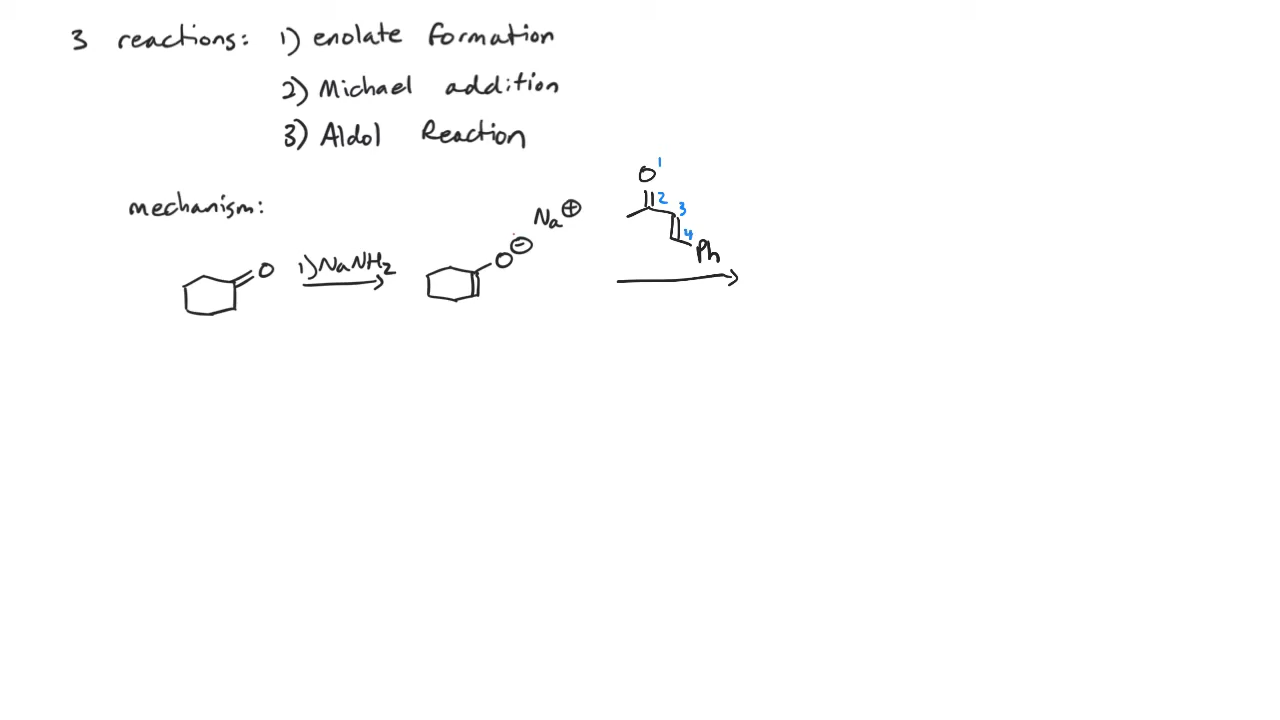 3 reactions: 1) enolate formation
2) Michael addition
3) Aldol Reaction
mechanism:
O 1) NaNH2
O ⊖ Na ⊕
O 1
2 3
4 Ph